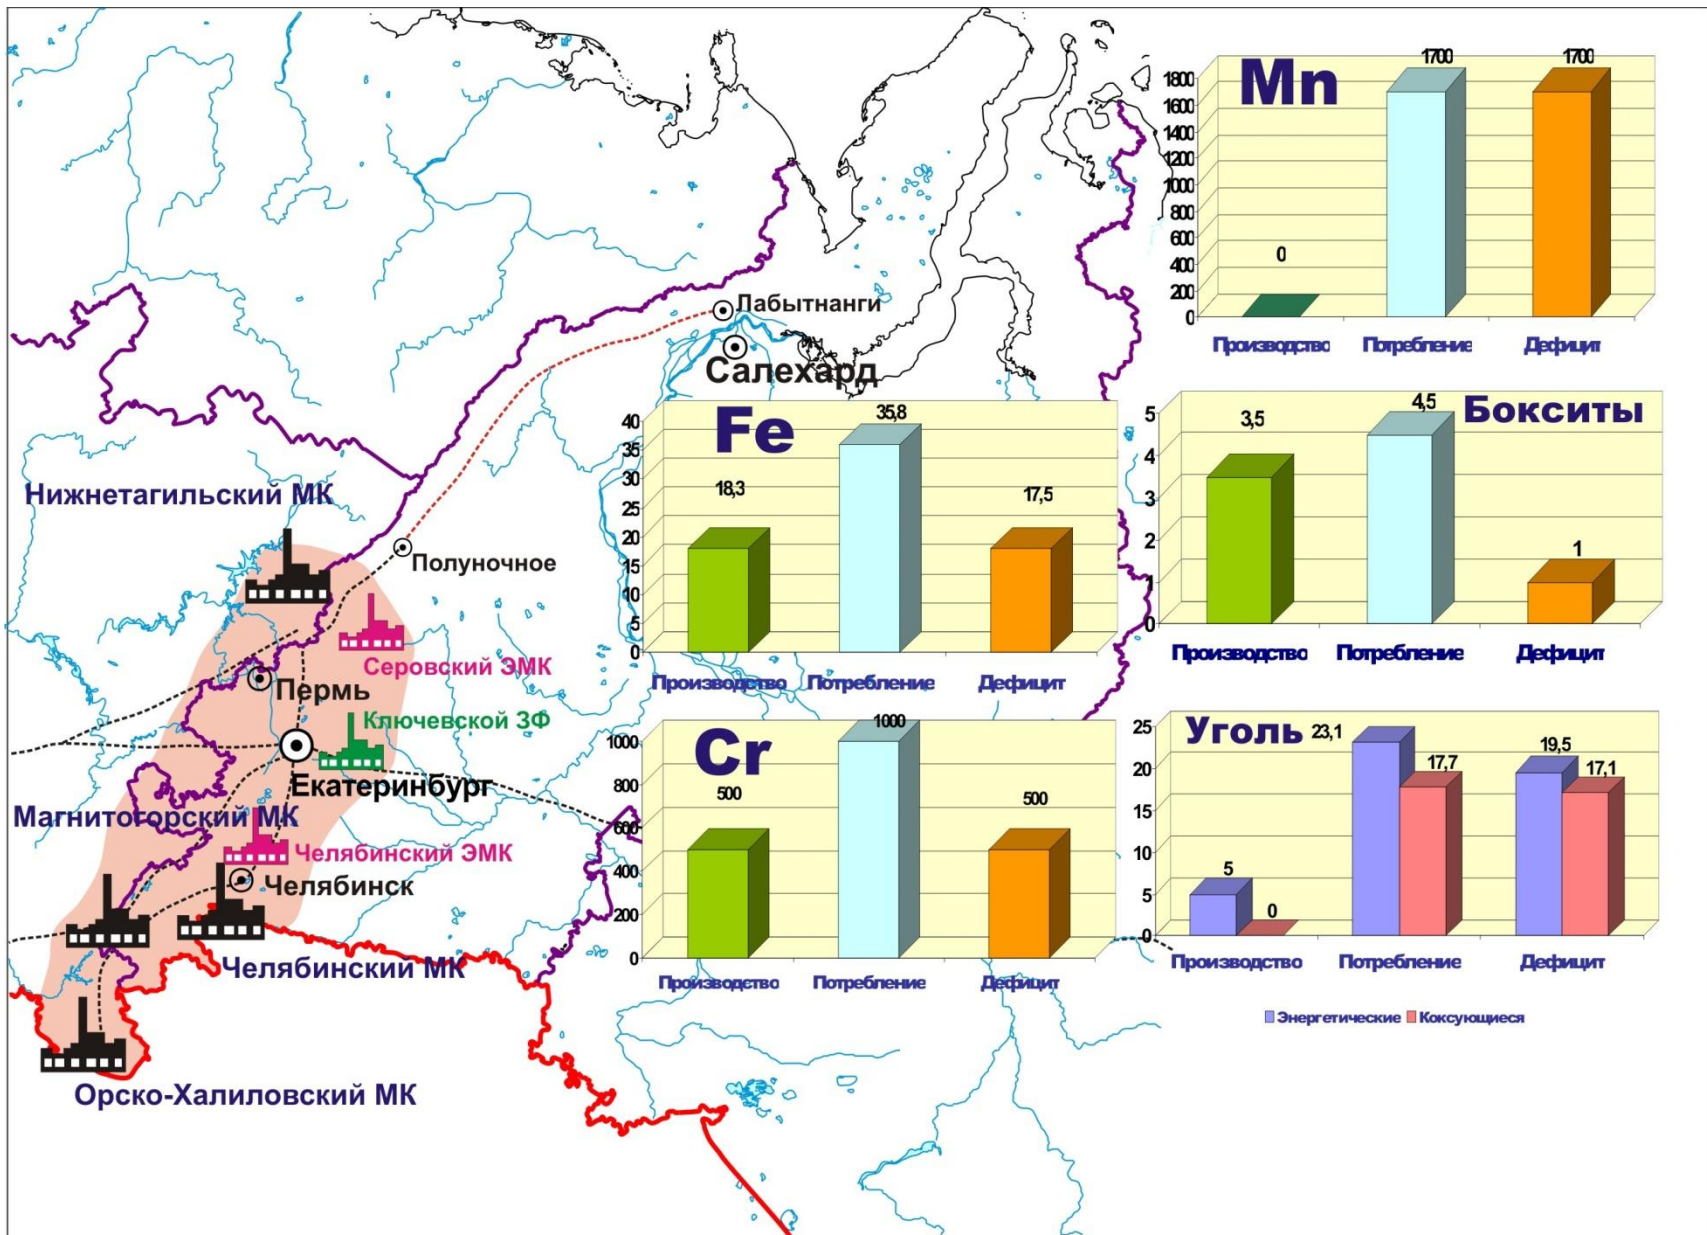 Лабытнанги
Салехард
Нижнетагильский МК
Полуночное
Серовский ЭМК
Пермь
Ключевской ЗФ
Екатеринбург
Магнитогорский МК
Челябинский ЭМК
Челябинск
Челябинский МК
Орско-Халиловский МК
Mn
1700
1700
1800
1600
1400
1200
1000
800
600
400
200
0
0
Производство
Потребление
Дефицит
Fe
40
35
30
25
20
15
10
5
0
18,3
35,8
17,5
Производство
Потребление
Дефицит
Бокситы
5
4
3
2
1
0
3,5
4,5
1
Производство
Потребление
Дефицит
Cr
1000
800
600
400
200
0
500
1000
500
Производство
Потребление
Дефицит
Уголь
25
20
15
10
5
0
5
0
23,1
17,7
19,5
17,1
Производство
Потребление
Дефицит
Энергетические
Коксующиеся